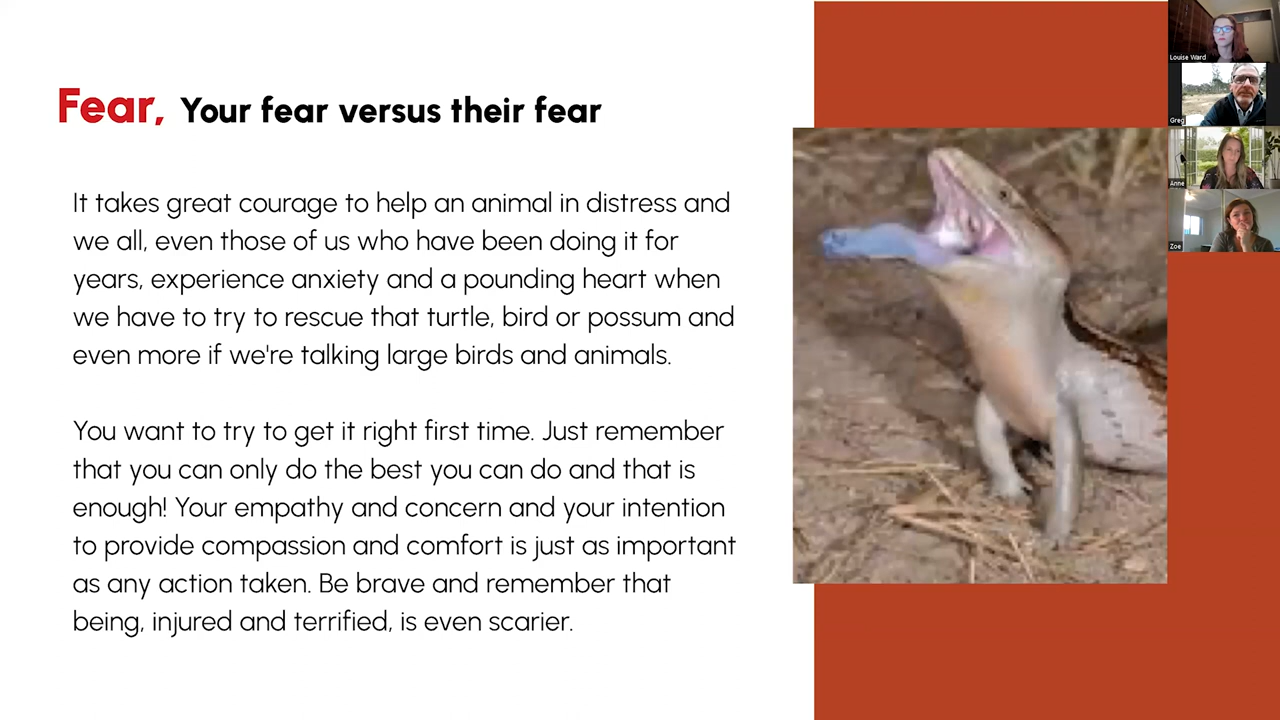 Fear, Your fear versus their fear
It takes great courage to help an animal in distress and
we all, even those of us who have been doing it for
years, experience anxiety and a pounding heart when
we have to try to rescue that turtle, bird or possum and
even more if we're talking large birds and animals.
You want to try to get it right first time. Just remember
that you can only do the best you can do and that is
enough! Your empathy and concern and your intention
to provide compassion and comfort is just as important
as any action taken. Be brave and remember that
being, injured and terrified, is even scarier.
Louise Ward
Greg
Anne
Zoe